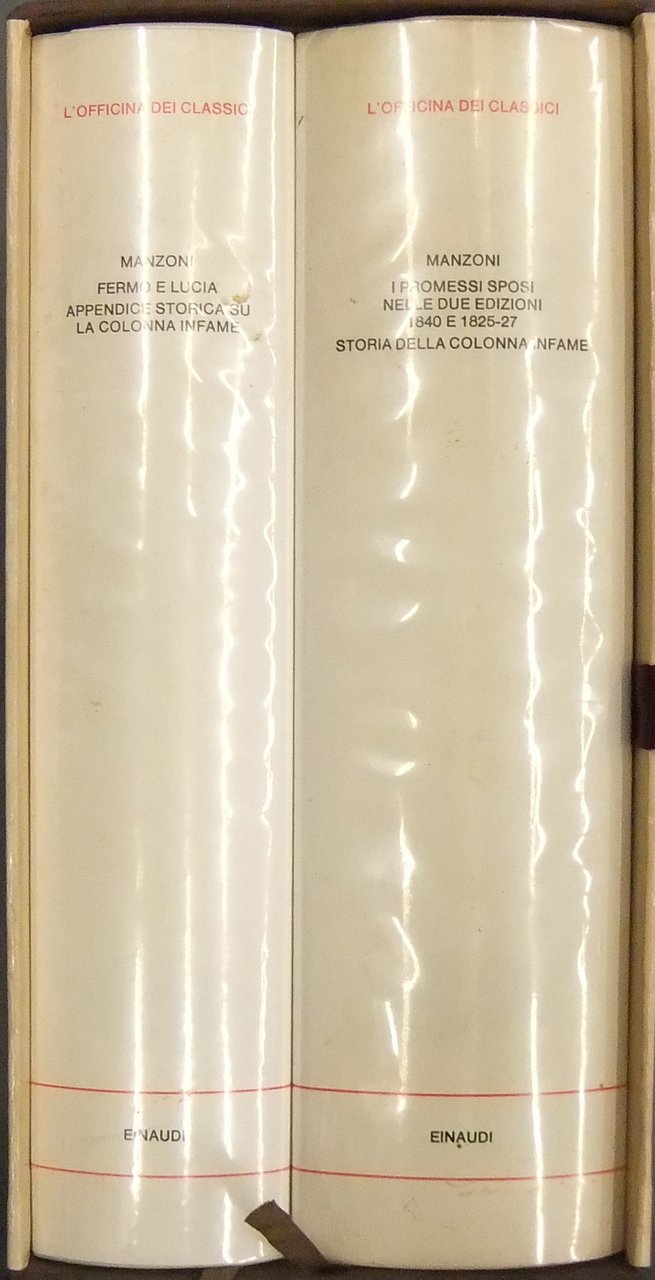 L'OFFICINA DEI CLASSICI
MANZONI
FERMO E LUCIA
APPENDICE STORICA SU
LA COLONNA INFAME
EINAUDI
L'OFFICINA DEI CLASSICI
MANZONI
I PROMESSI SPOSI
NELLE DUE EDIZIONI
1840 E 1825-27
STORIA DELLA COLONNA INFAME
EINAUDI